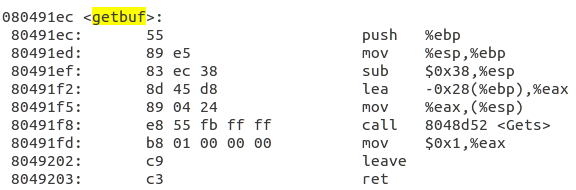 080491ec <getbuf>:
80491ec: 55 push %ebp
80491ed: 89 e5 mov %esp,%ebp
80491ef: 83 ec 38 sub $0x38,%esp
80491f2: 8d 45 d8 lea -0x28(%ebp),%eax
80491f5: 89 04 24 mov %eax,(%esp)
80491f8: e8 55 fb ff ff call 8048d52 <Gets>
80491fd: b8 01 00 00 00 mov $0x1,%eax
8049202: c9 leave
8049203: c3 ret